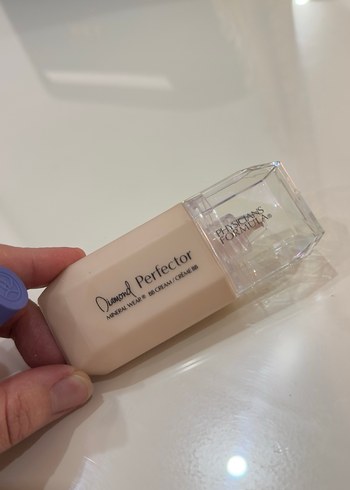 PHYSICIANS
FORMULA®
Diamond Perfector
MINERAL WEAR® BB CREAM / CRÈME BB